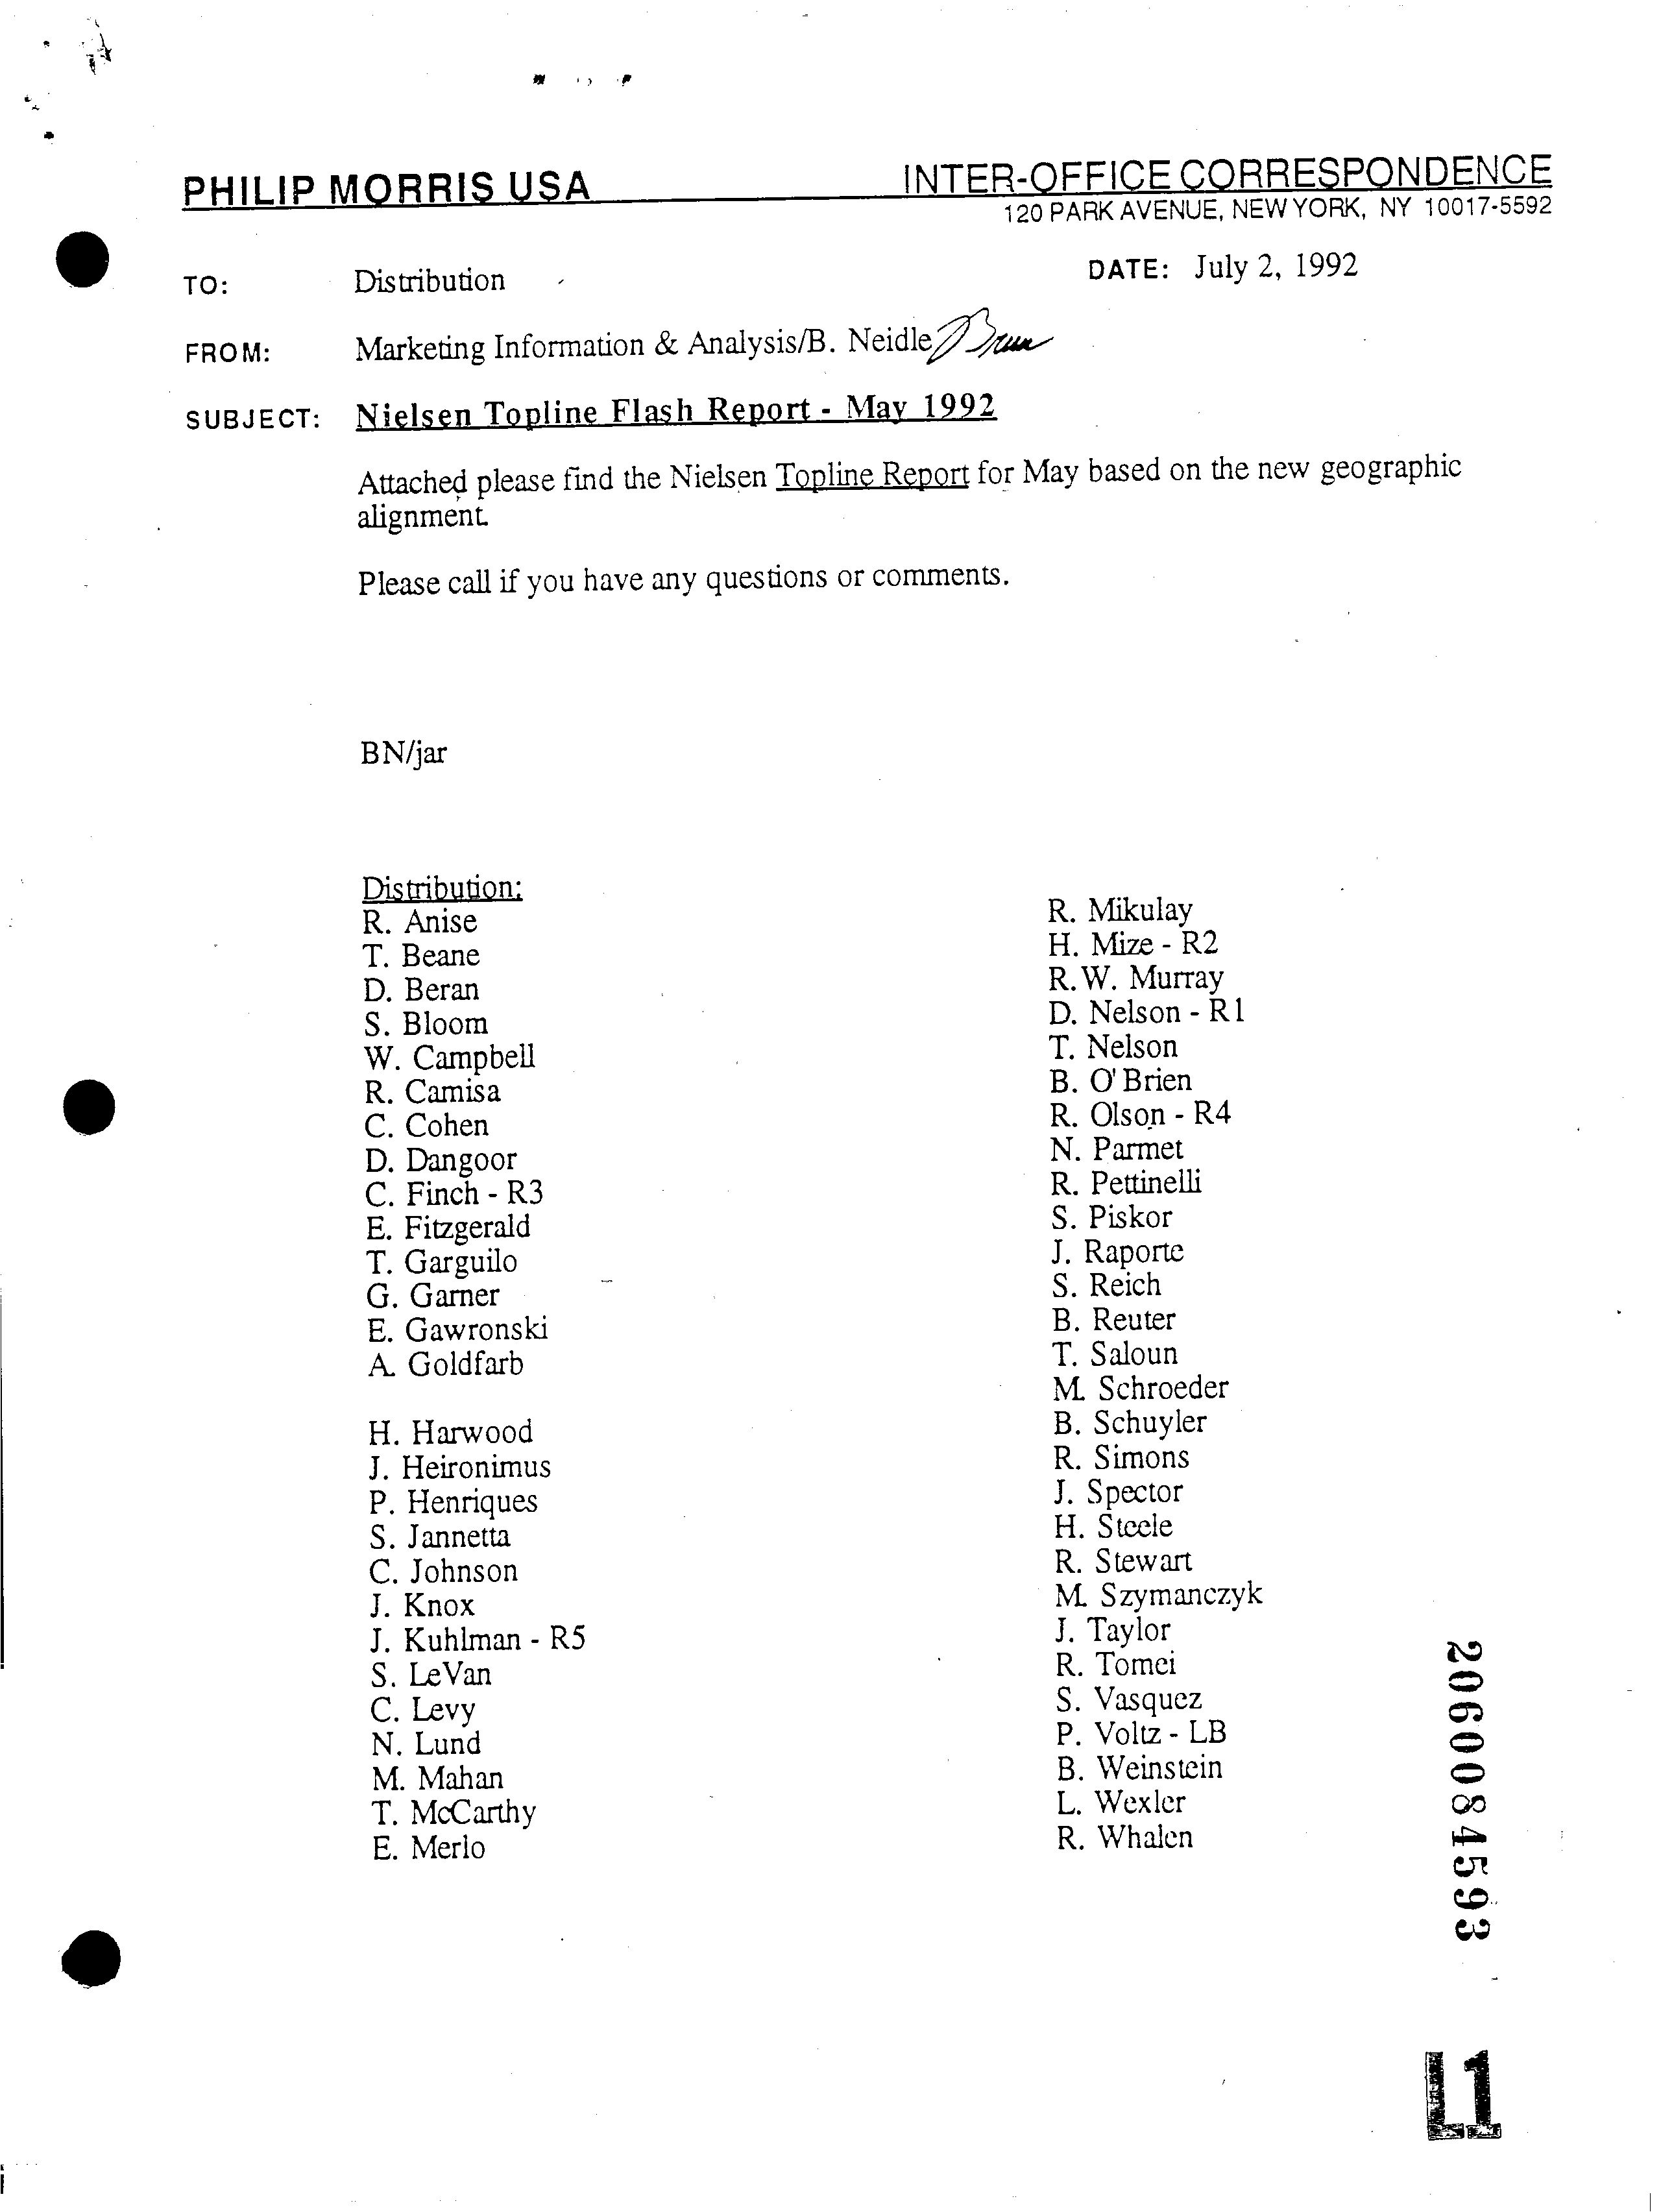 PHILIP MORRIS USA
INTER-OFFICE CORRESPONDENCE
120 PARK AVENUE, NEW YORK, NY 10017-5592
TO: Distribution
DATE: July 2, 1992
FROM: Marketing Information & Analysis/B. Neidle
SUBJECT: Nielsen Topline Flash Report - May 1992
Attached please find the Nielsen Topline Report for May based on the new geographic
alignment.
Please call if you have any questions or comments.
BN/jar
Distribution:
R. Anise
T. Beane
D. Beran
S. Bloom
W. Campbell
R. Camisa
C. Cohen
D. Dangoor
C. Finch - R3
E. Fitzgerald
T. Garguilo
G. Garner
E. Gawronski
A. Goldfarb
H. Harwood
J. Heironimus
P. Henriques
S. Jannetta
C. Johnson
J. Knox
J. Kuhlman - R5
S. LeVan
C. Levy
N. Lund
M. Mahan
T. McCarthy
E. Merlo
R. Mikulay
H. Mize - R2
R.W. Murray
D. Nelson - R1
T. Nelson
B. O'Brien
R. Olson - R4
N. Parmet
R. Pettinelli
S. Piskor
J. Raporte
S. Reich
B. Reuter
T. Saloun
M. Schroeder
B. Schuyler
R. Simons
J. Spector
H. Steele
R. Stewart
M. Szymanczyk
J. Taylor
R. Tomei
S. Vasquez
P. Voltz - LB
B. Weinstein
L. Wexler
R. Whalen
2060084593
L1